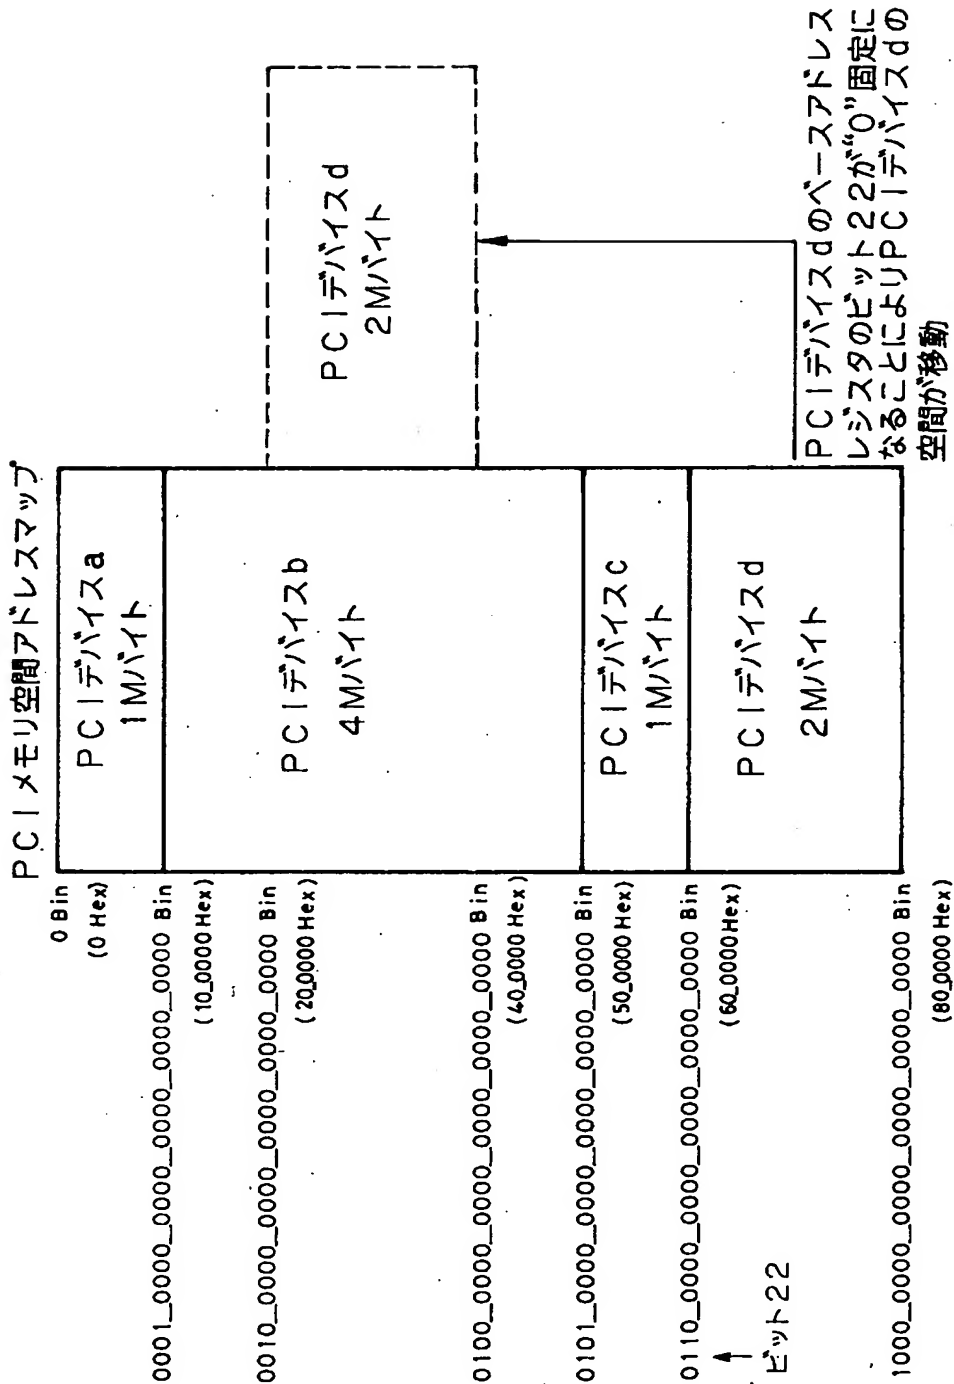 PCIメモリ空間アドレスマップ
0 Bin
(0 Hex)
0001_0000_0000_0000_0000_0000 Bin
(10_0000 Hex)
0010_0000_0000_0000_0000_0000 Bin
(20_0000 Hex)
0100_0000_0000_0000_0000_0000 Bin
(40_0000 Hex)
0101_0000_0000_0000_0000_0000 Bin
(50_0000 Hex)
0110_0000_0000_0000_0000_0000 Bin
(60_0000 Hex)
ビット22
1000_0000_0000_0000_0000_0000 Bin
(80_0000 Hex)
PCIデバイスa
1Mバイト
PCIデバイスb
4Mバイト
PCIデバイスc
1Mバイト
PCIデバイスd
2Mバイト
PCIデバイスd
2Mバイト
PCIデバイスdのベースアドレス
レジスタのビット22が“0”固定に
なることによりPCIデバイスdの
空間が移動